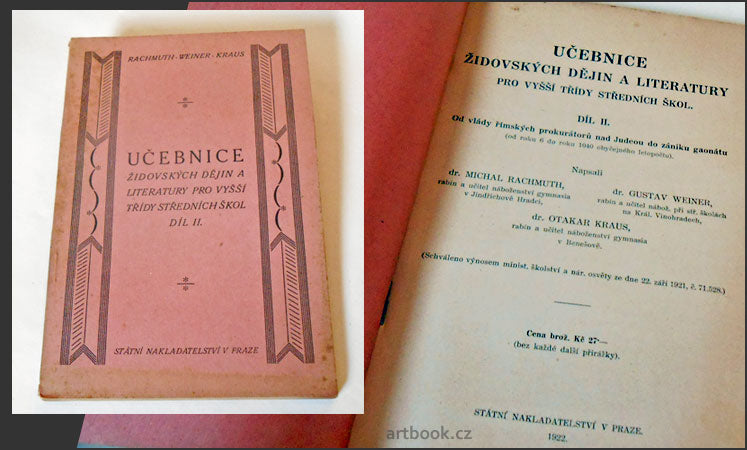 RACHMUTH - WEINER - KRAUS
UČEBNICE
ŽIDOVSKÝCH DĚJIN A
LITERATURY PRO VYŠŠÍ
TŘÍDY STŘEDNÍCH ŠKOL
DÍL II.
STÁTNÍ NAKLADATELSTVÍ V PRAZE
UČEBNICE
ŽIDOVSKÝCH DĚJIN A LITERATURY
PRO VYŠŠÍ TŘÍDY STŘEDNÍCH ŠKOL.
DÍL II.
Od vlády římských prokurátorů nad Judeou do zániku gaonátu
(od roku 6 do roku 1040 obyčejného letopočtu).
Napsali
dr. MICHAL RACHMUTH,
rabín a učitel náboženství gymnasia
v Jindřichově Hradci,
dr. GUSTAV WEINER,
rabín a učitel nábož. při stř. školách
na Král. Vinohradech,
dr. OTAKAR KRAUS,
rabín a učitel náboženství gymnasia
v Benešově.
(Schváleno výnosem minist. školství a nár. osvěty ze dne 22. září 1921, č. 71.528.)
Cena brož. Kč 27·—
(bez každé další přirážky).
STÁTNÍ NAKLADATELSTVÍ V PRAZE.
1922.
artbook.cz